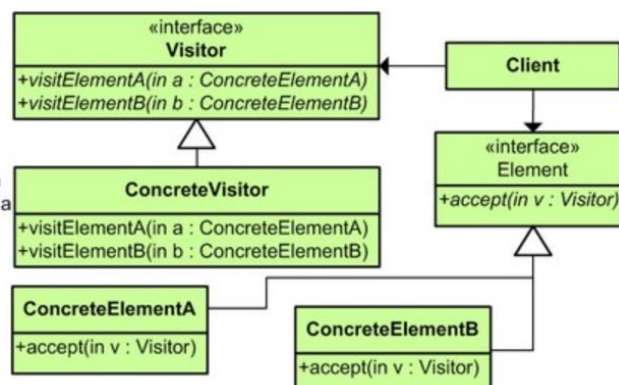 «interface»
Visitor
+visitElementA(in a : ConcreteElementA)
+visitElementB(in b : ConcreteElementB)
Client
«interface»
Element
+accept(in v : Visitor)
a
ConcreteVisitor
+visitElementA(in a : ConcreteElementA)
+visitElementB(in b : ConcreteElementB)
ConcreteElementA
+accept(in v : Visitor)
ConcreteElementB
+accept(in v : Visitor)